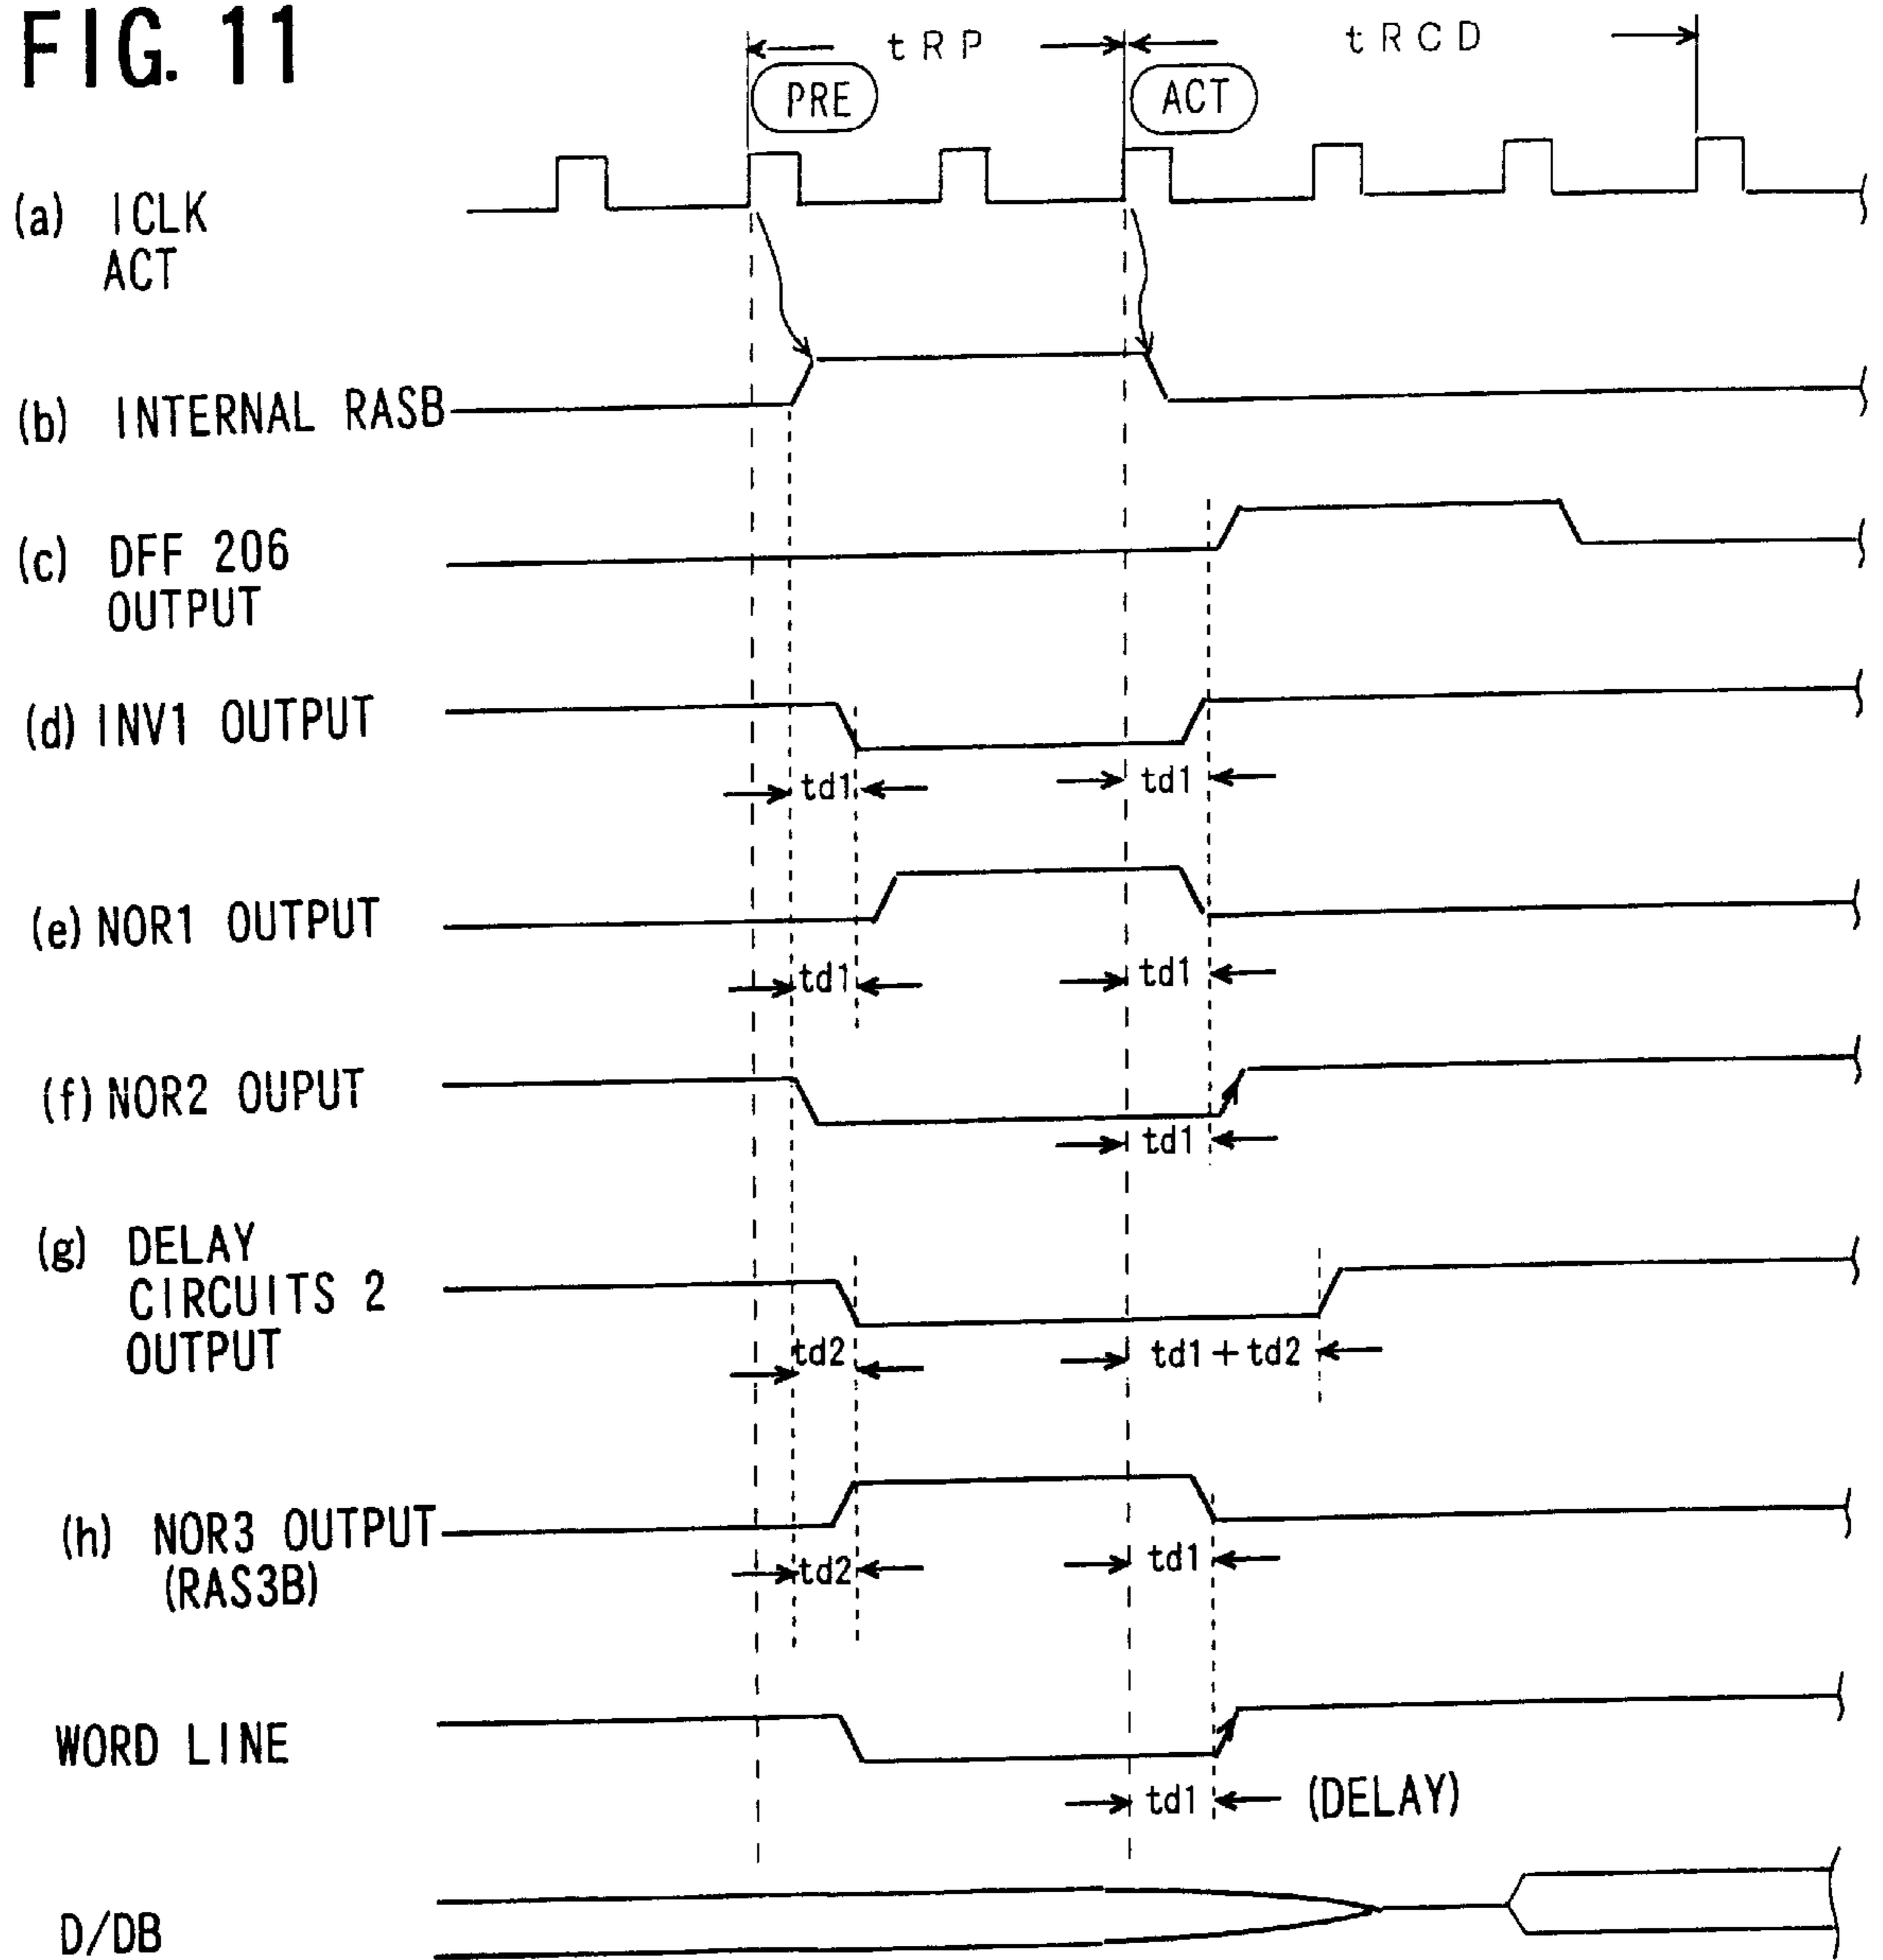 FIG. 11
tRP
tRCD
PRE
ACT
(a) ICLK
ACT
(b) INTERNAL RASB
(c) DFF 206
OUTPUT
(d) INV1 OUTPUT
td1
td1
(e) NOR1 OUTPUT
td1
td1
(f) NOR2 OUPUT
td1
(g) DELAY
CIRCUITS 2
OUTPUT
td2
td1+td2
(h) NOR3 OUTPUT
(RAS3B)
td2
td1
WORD LINE
td1
(DELAY)
D/DB